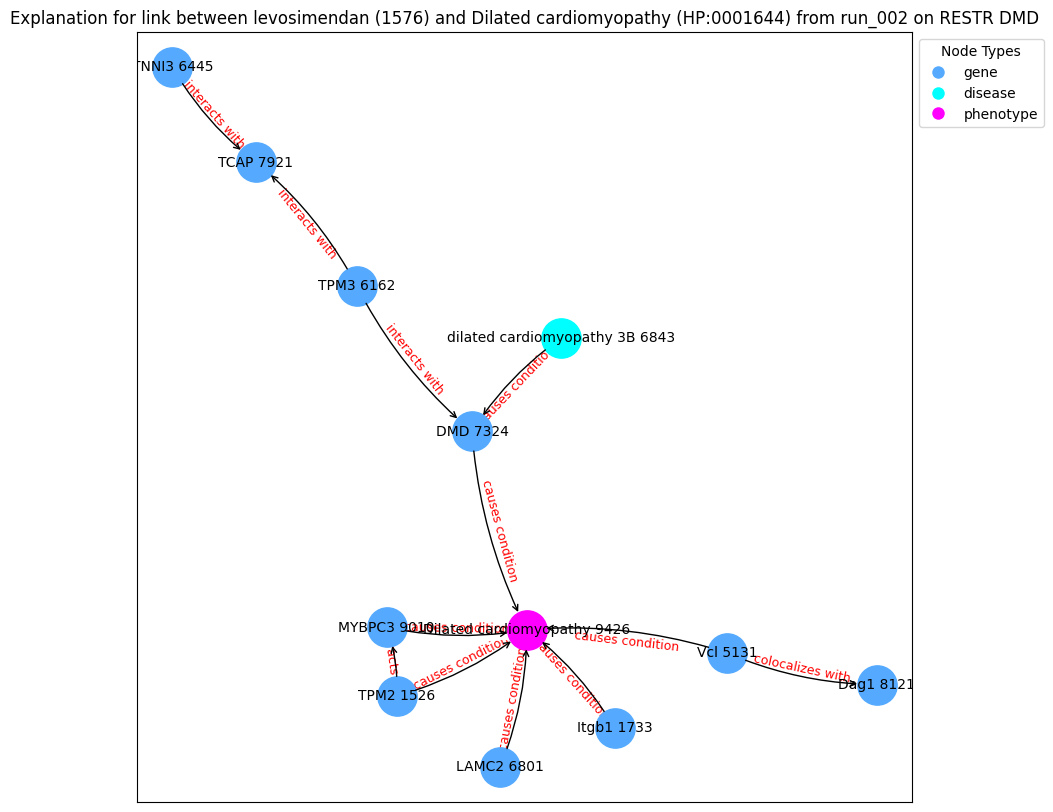 Explanation for link between levosimendan (1576) and Dilated cardiomyopathy (HP:0001644) from run_002 on RESTR DMD
Node Types
gene
disease
phenotype
TNNI3 6445
interacts with
TCAP 7921
interacts with
TPM3 6162
interacts with
dilated cardiomyopathy 3B 6843
causes condition
DMD 7324
causes condition
MYBPC3 9010
causes condition
Dilated cardiomyopathy 9426
causes condition
Vcl 5131
colocalizes with
Dag1 8121
TPM2 1526
causes condition
causes condition
causes condition
Itgb1 1733
LAMC2 6801